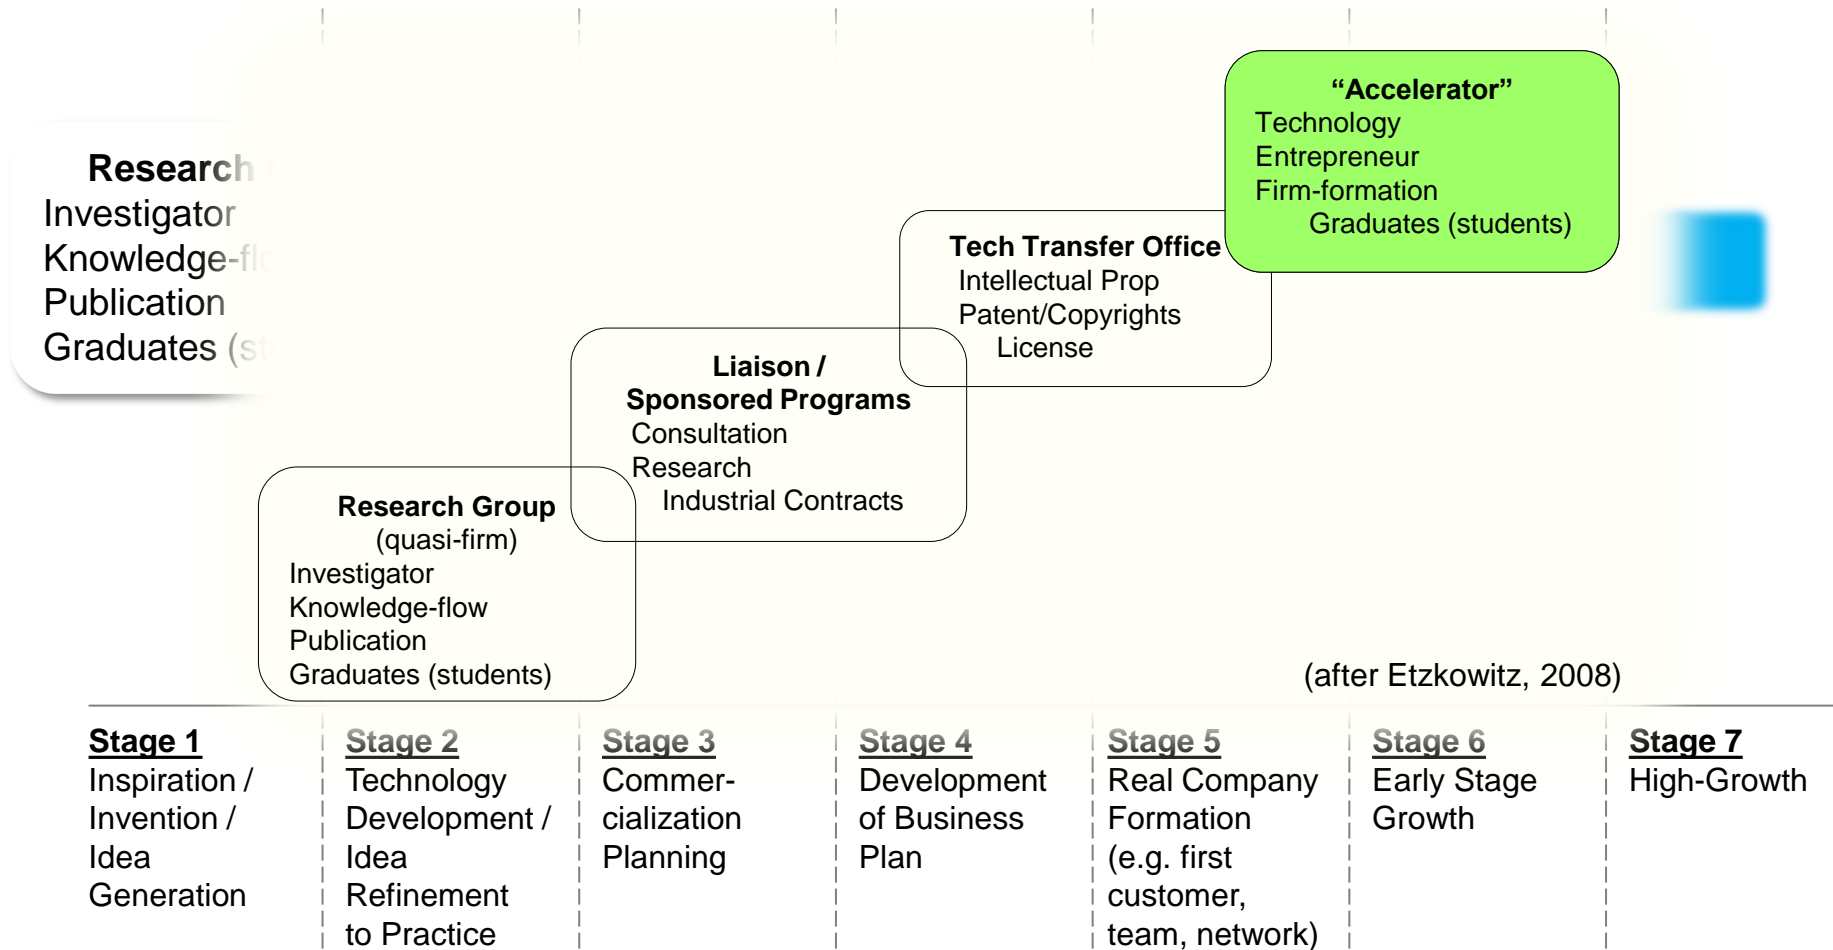 “Accelerator”
Technology
Entrepreneur
Firm-formation
Graduates (students)
Research
Investigator
Knowledge-flo
Publication
Graduates (st
Tech Transfer Office
Intellectual Prop
Patent/Copyrights
License
Liaison /
Sponsored Programs
Consultation
Research
Industrial Contracts
Research Group
(quasi-firm)
Investigator
Knowledge-flow
Publication
Graduates (students)
(after Etzkowitz, 2008)
Stage 1
Inspiration /
Invention /
Idea
Generation
Stage 2
Technology
Development /
Idea
Refinement
to Practice
Stage 3
Commer-
cialization
Planning
Stage 4
Development
of Business
Plan
Stage 5
Real Company
Formation
(e.g. first
customer,
team, network)
Stage 6
Early Stage
Growth
Stage 7
High-Growth